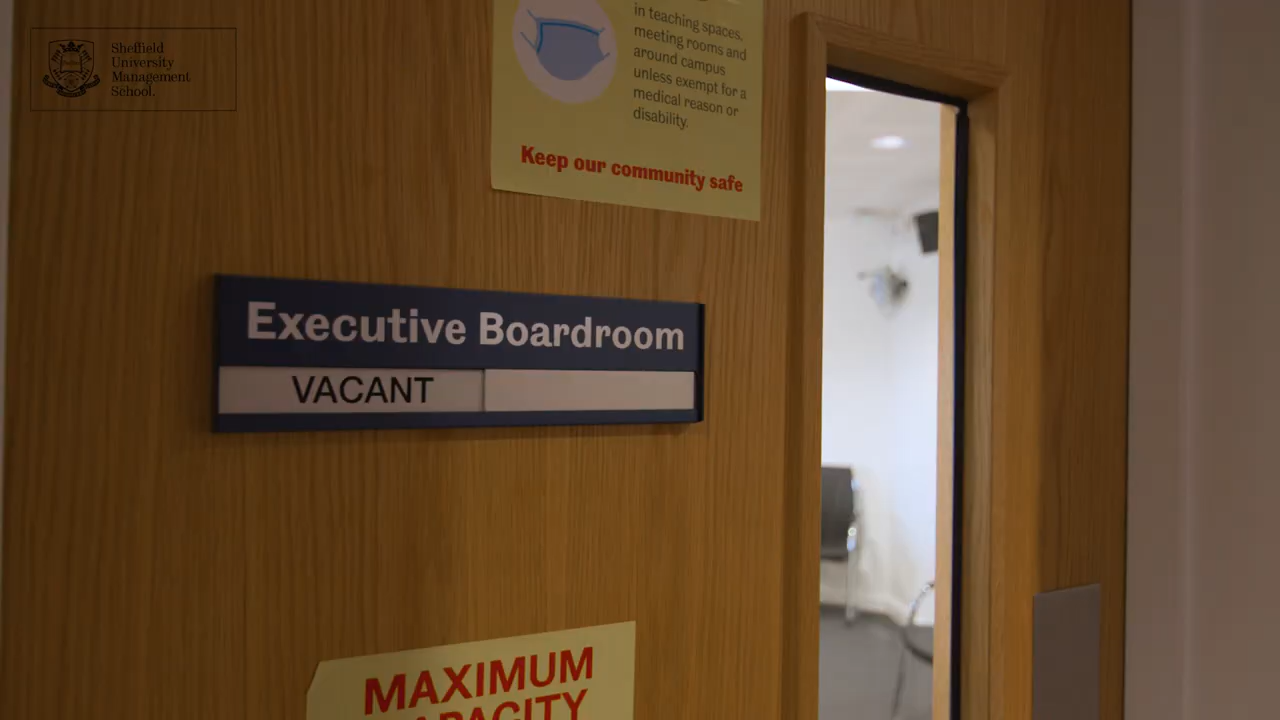 Sheffield
University
Management
School.
in teaching spaces,
meeting rooms and
around campus
unless exempt for a
medical reason or
disability.
Keep our community safe
Executive Boardroom
VACANT
MAXIMUM
CAPACITY